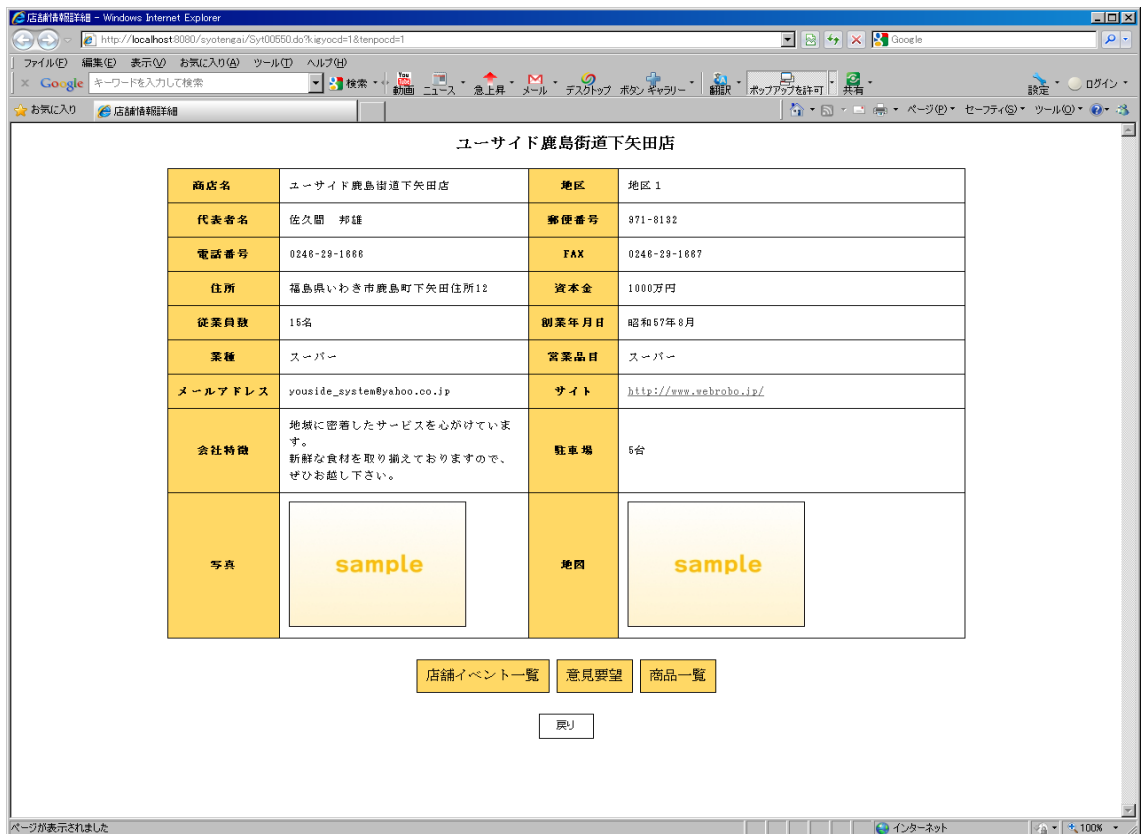 店舗情報詳細 - Windows Internet Explorer
http://localhost:8080/syotengai/Syt00550.do?kigyocd=1&tenpocd=1
Google
ファイル(F) 編集(E) 表示(V) お気に入り(A) ツール(T) ヘルプ(H)
× Google キーワードを入力して検索 検索 You Tube 動画 ニュース 急上昇 メール デスクトップ ボタン ギャラリー 翻訳 ポップアップを許可 共有 設定 ログイン
お気に入り 店舗情報詳細 ページ(P) セーフティ(S) ツール(O)
ユーサイド鹿島街道下矢田店
商店名 ユーサイド鹿島街道下矢田店 地区 地区1
代表者名 佐久間 邦雄 郵便番号 971-8132
電話番号 0246-29-1666 FAX 0246-29-1667
住所 福島県いわき市鹿島町下矢田住所12 資本金 1000万円
従業員数 15名 創業年月日 昭和57年8月
業種 スーパー 営業品目 スーパー
メールアドレス youside_system@yahoo.co.jp サイト http://www.webrobo.jp/
会社特徴 地域に密着したサービスを心がけていま
す。
新鮮な食材を取り揃えておりますので、
ぜひお越し下さい。
駐車場 5台
写真 sample 地図 sample
店舗イベント一覧 意見要望 商品一覧
戻り
ページが表示されました インターネット 100%